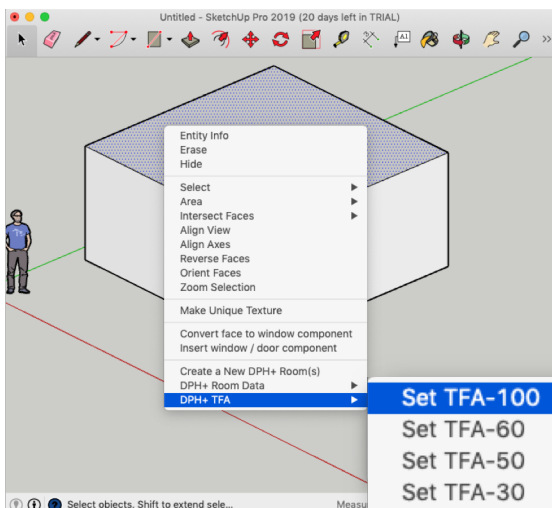 Untitled - SketchUp Pro 2019 (20 days left in TRIAL)
A1
Entity Info
Erase
Hide
Select
Area
Intersect Faces
Align View
Align Axes
Reverse Faces
Orient Faces
Zoom Selection
Make Unique Texture
Convert face to window component
Insert window / door component
Create a New DPH+ Room(s)
DPH+ Room Data
DPH+ TFA
Set TFA-100
Set TFA-60
Set TFA-50
Set TFA-30
Select objects. Shift to extend sele...
Measu